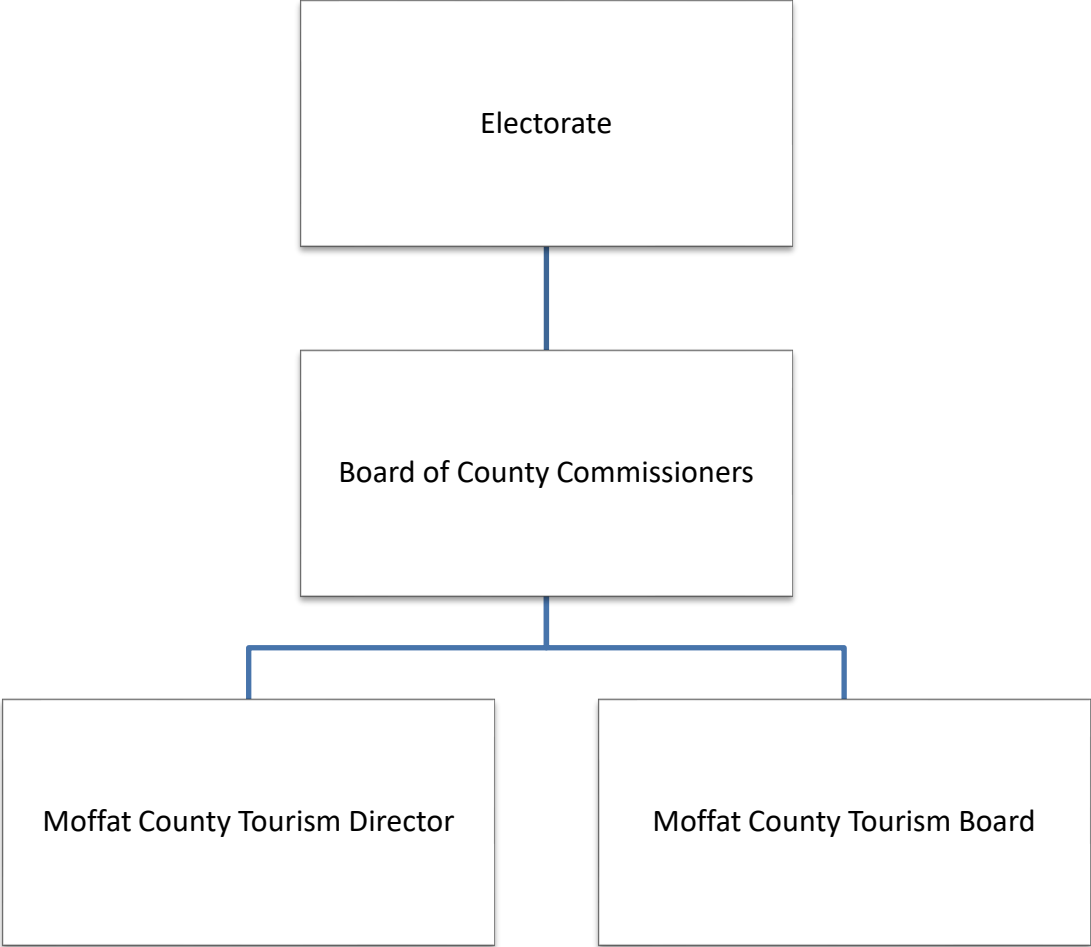 Electorate
Board of County Commissioners
Moffat County Tourism Director
Moffat County Tourism Board